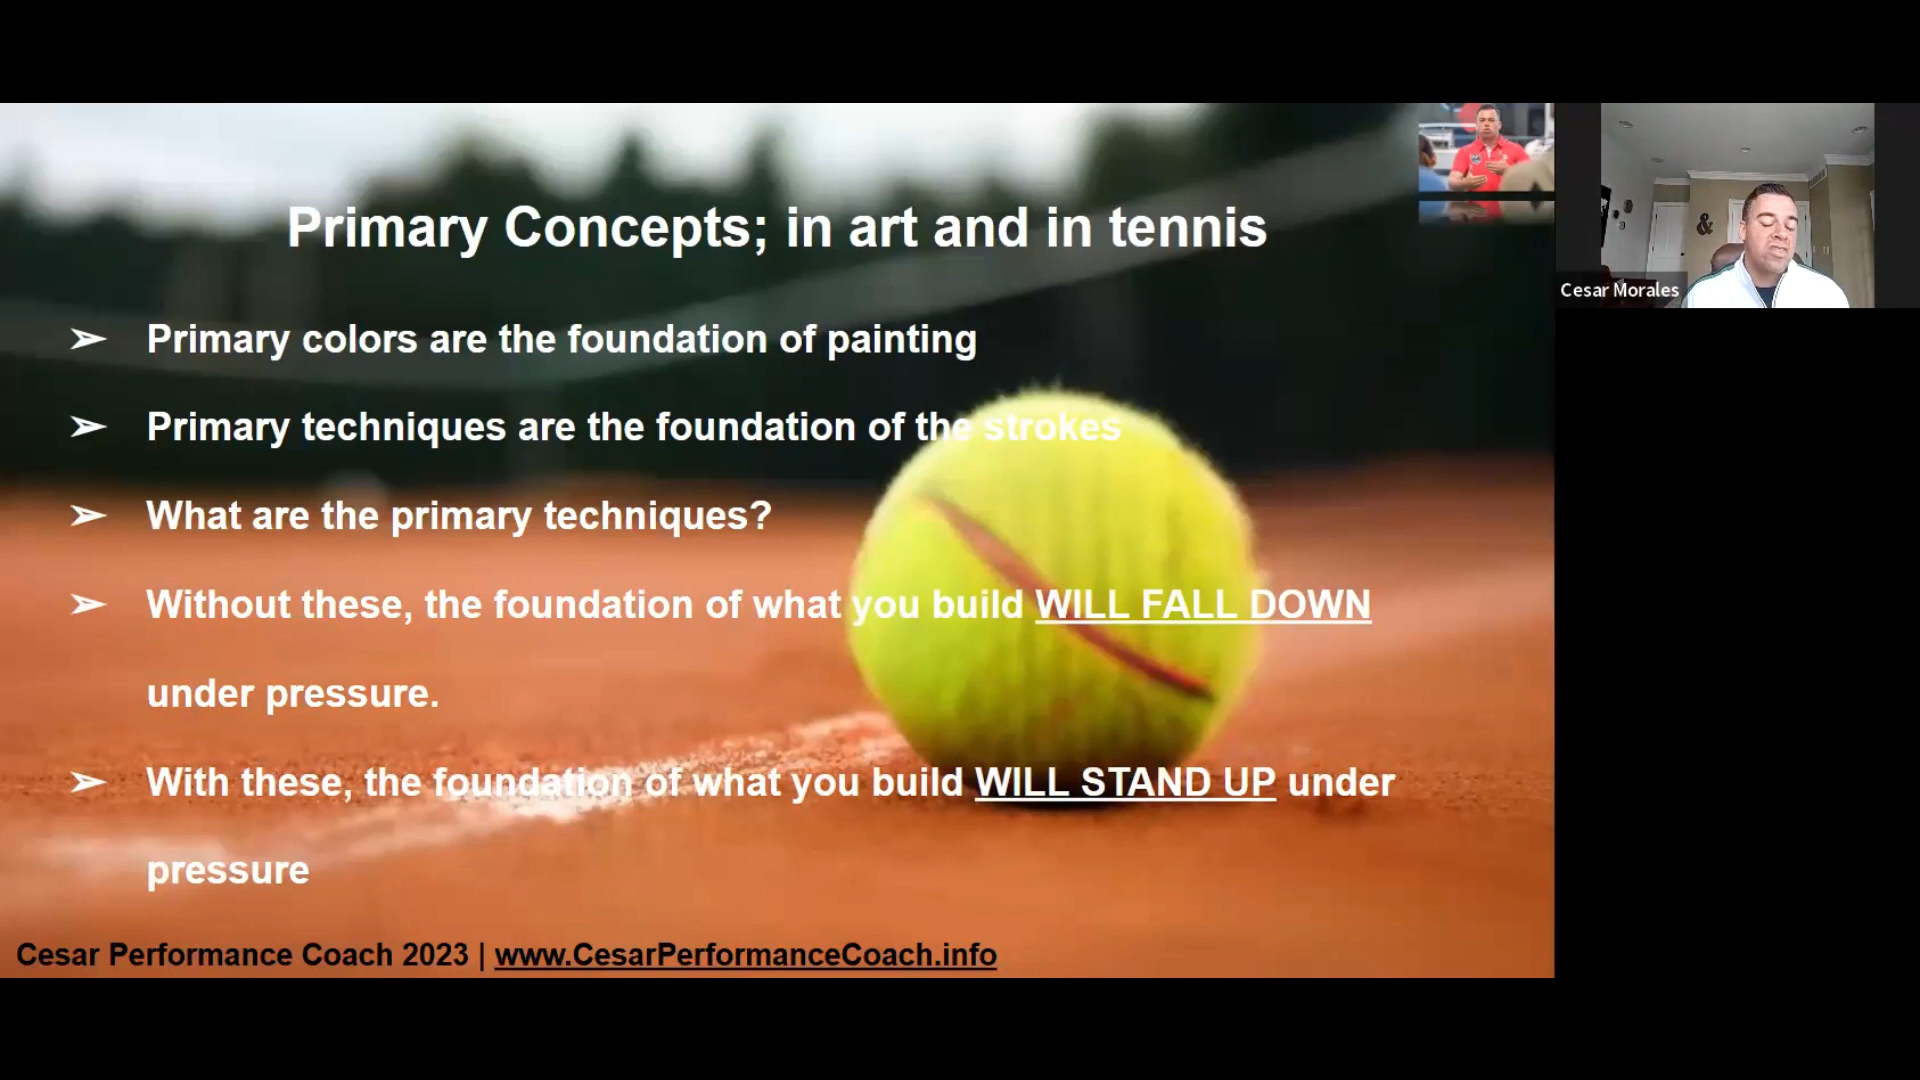 Primary Concepts; in art and in tennis
➢ Primary colors are the foundation of painting
➢ Primary techniques are the foundation of the strokes
➢ What are the primary techniques?
➢ Without these, the foundation of what you build WILL FALL DOWN
under pressure.
➢ With these, the foundation of what you build WILL STAND UP under
pressure
Cesar Performance Coach 2023 | www.CesarPerformanceCoach.info
&
Cesar Morales